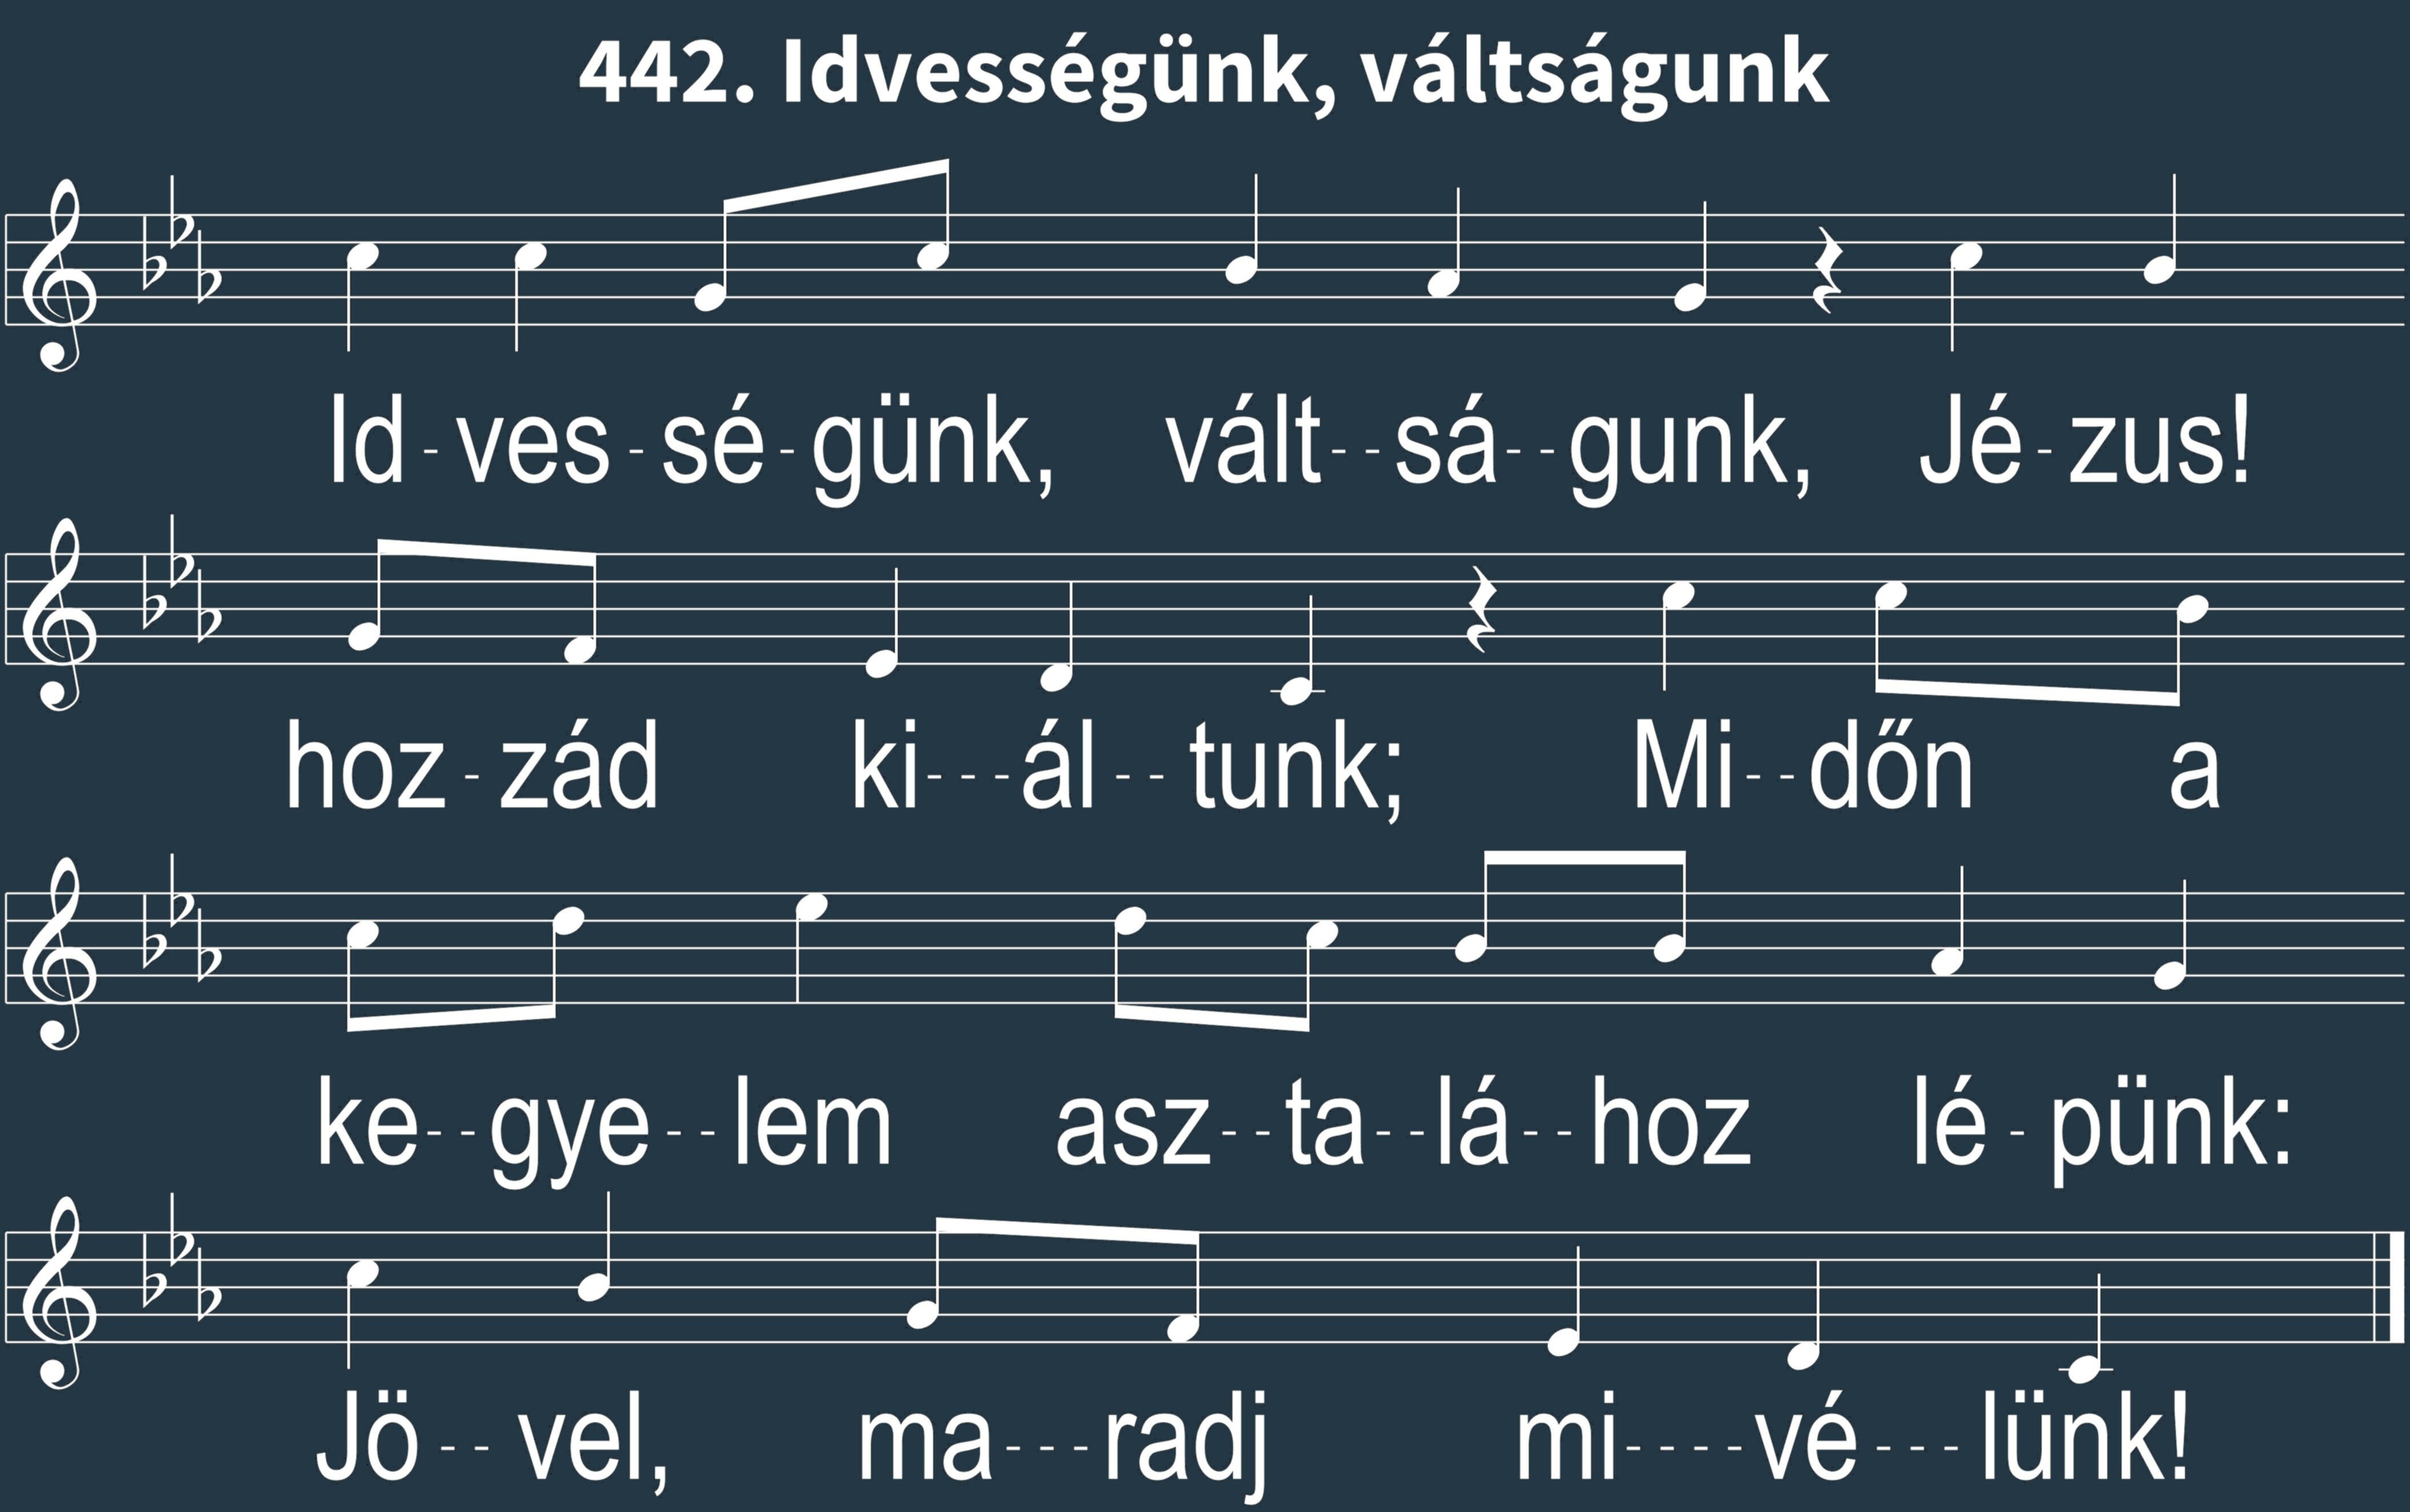 442. Idvességünk, váltságunk
Id-ves-sé-günk, vált--sá--gunk, Jé-zus!
hoz-zád ki---ál--tunk; Mi--dőn a
ke--gye--lem asz--ta--lá--hoz lé-pünk:
Jö--vel, ma---radj mi----vé---lünk!